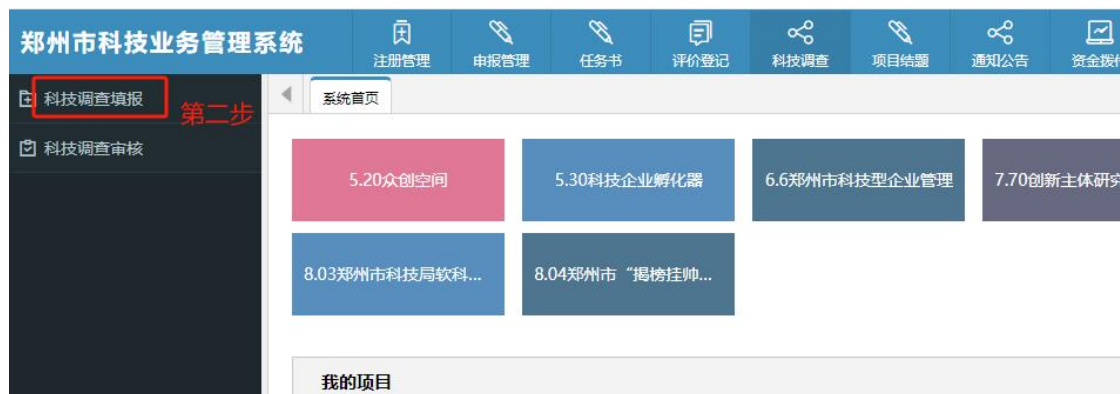 郑州市科技业务管理系统
注册管理 申报管理 任务书 评价登记 科技调查 项目结题 通知公告 资金拨付
科技调查填报 第二步
系统首页
科技调查审核
5.20众创空间 5.30科技企业孵化器 6.6郑州市科技型企业管理 7.70创新主体研究
8.03郑州市科技局软科... 8.04郑州市“揭榜挂帅...
我的项目